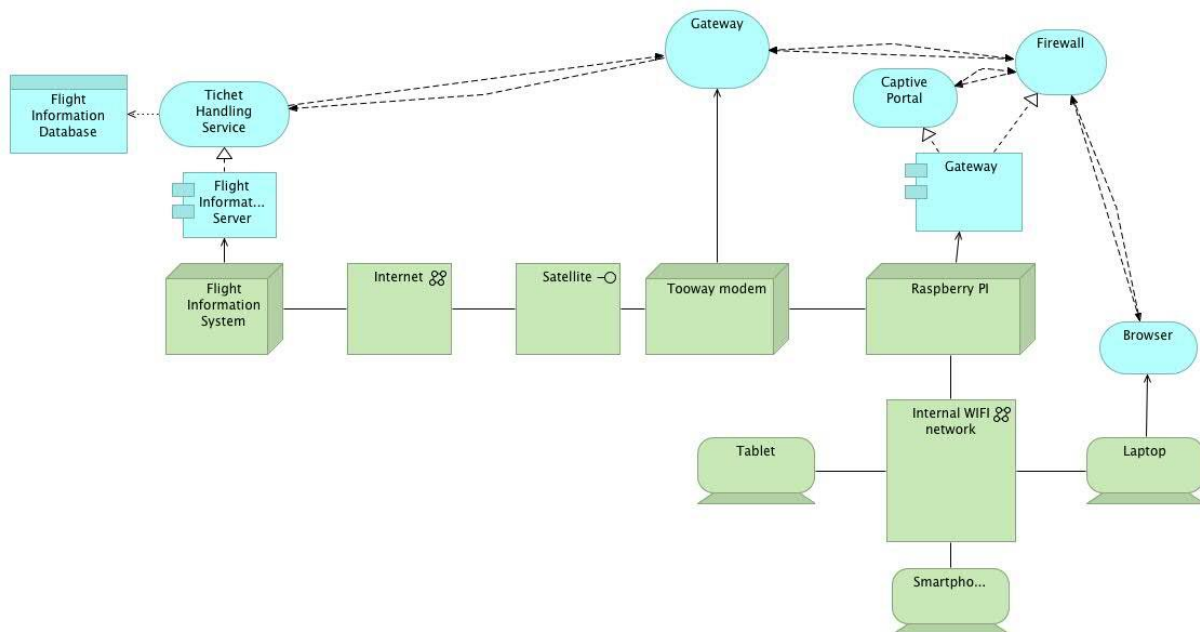 Gateway
Firewall
Captive
Portal
Flight
Information
Database
Tichet
Handling
Service
Gateway
Flight
Informat...
Server
Flight
Information
System
Internet
Satellite
Tooway modem
Raspberry PI
Browser
Internal WIFI
network
Tablet
Laptop
Smartpho...